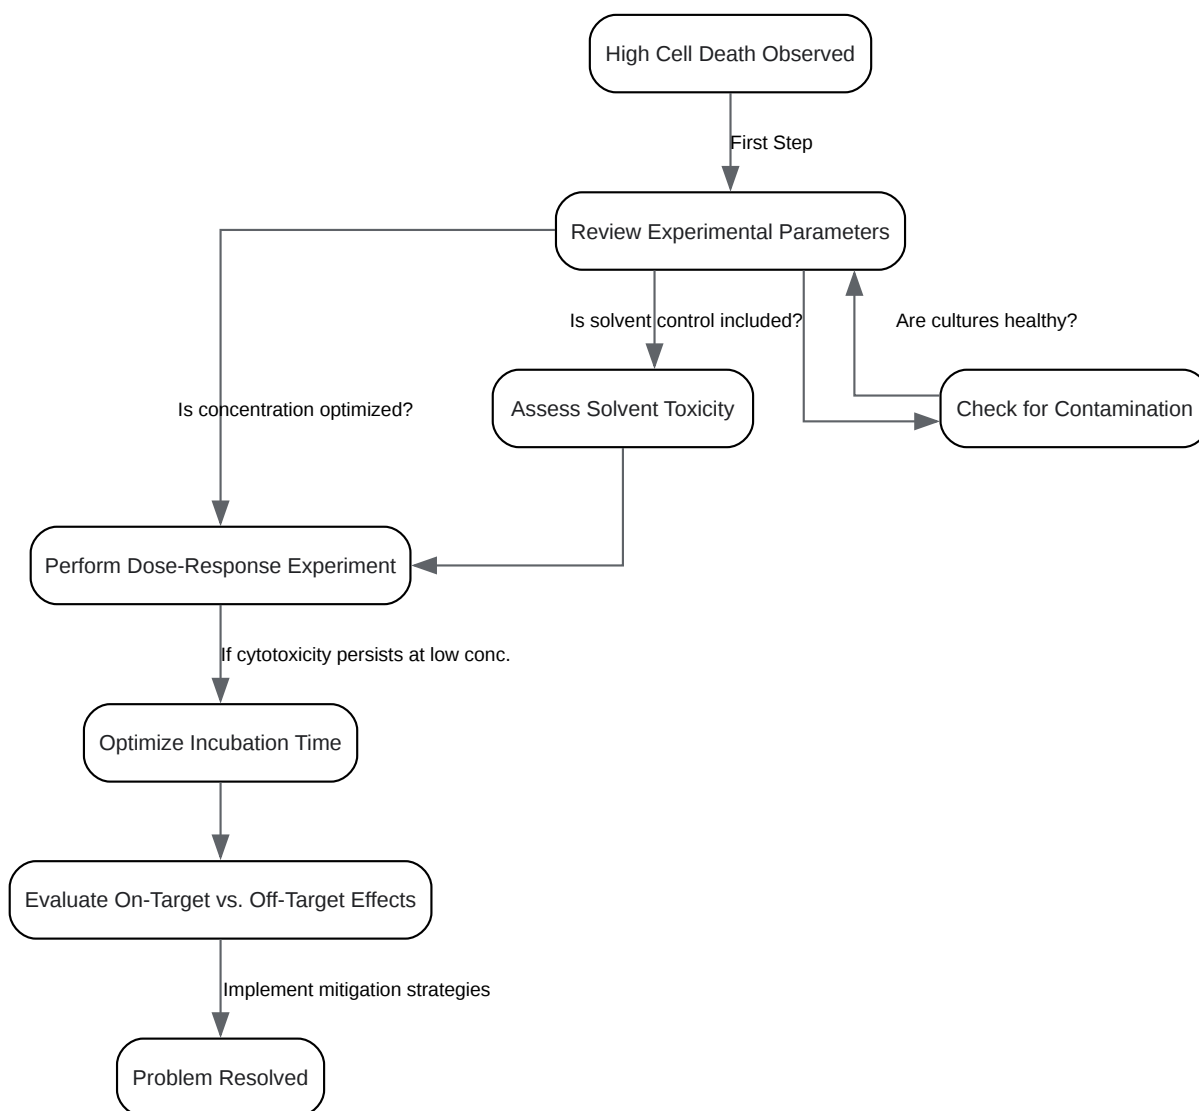 High Cell Death Observed
First Step
Review Experimental Parameters
Is solvent control included?
Are cultures healthy?
Is concentration optimized?
Assess Solvent Toxicity
Check for Contamination
Perform Dose-Response Experiment
If cytotoxicity persists at low conc.
Optimize Incubation Time
Evaluate On-Target vs. Off-Target Effects
Implement mitigation strategies
Problem Resolved